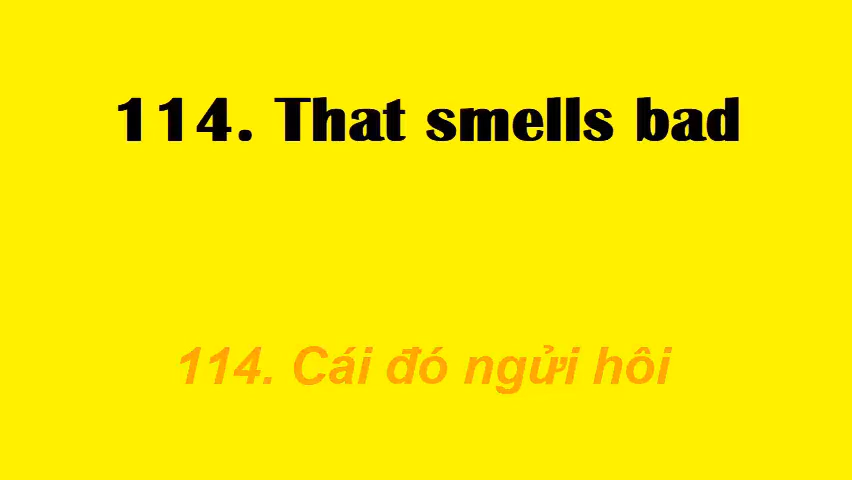 114. That smells bad
114. Cái đó ngửi hôi